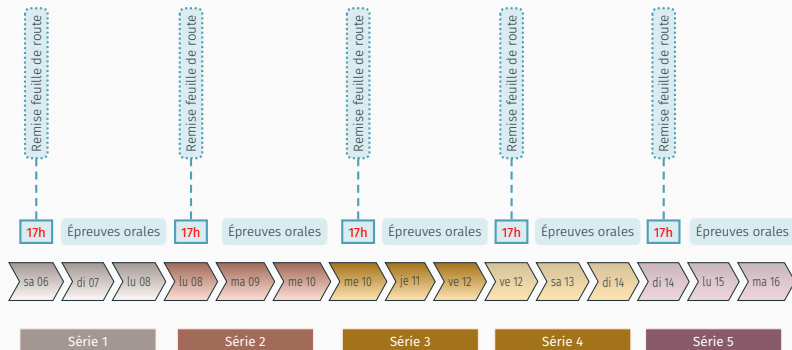 Remise feuille de route
Remise feuille de route
Remise feuille de route
Remise feuille de route
Remise feuille de route
17h Épreuves orales 17h Épreuves orales 17h Épreuves orales 17h Épreuves orales 17h Épreuves orales
sa 06 di 07 lu 08 lu 08 ma 09 me 10 me 10 je 11 ve 12 ve 12 sa 13 di 14 di 14 lu 15 ma 16
Série 1 Série 2 Série 3 Série 4 Série 5